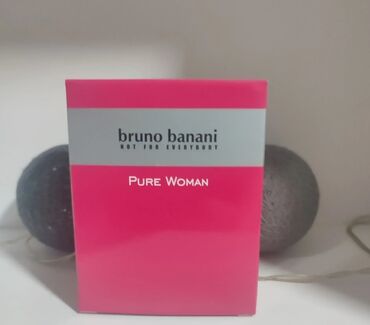 bruno banani
NOT FOR EVERYBODY
PURE WOMAN